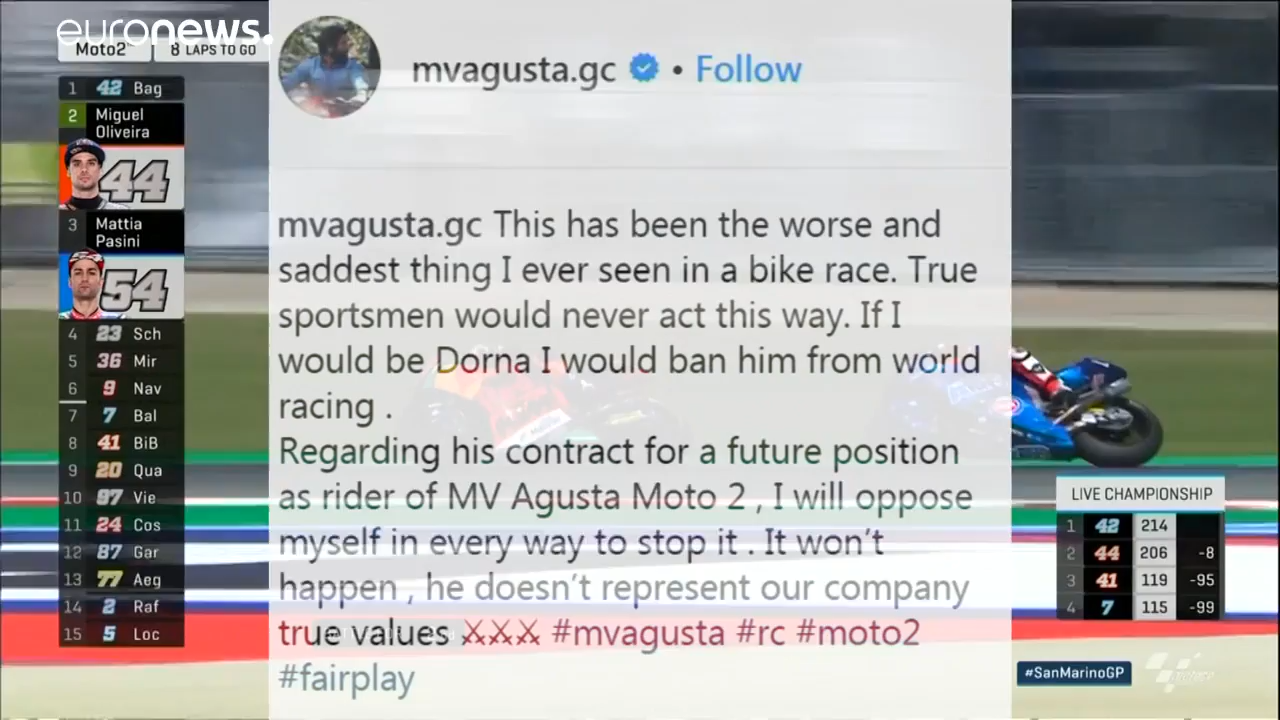 euronews.
Moto2 8 LAPS TO GO
1 42 Bag
2 Miguel
Oliveira
44
3 Mattia
Pasini
54
4 23 Sch
5 36 Mir
6 9 Nav
7 7 Bal
8 41 BiB
9 20 Qua
10 97 Vie
11 24 Cos
12 87 Gar
13 77 Aeg
14 2 Raf
15 5 Loc
mvagusta.gc • Follow
mvagusta.gc This has been the worse and
saddest thing I ever seen in a bike race. True
sportsmen would never act this way. If I
would be Dorna I would ban him from world
racing .
Regarding his contract for a future position
as rider of MV Agusta Moto 2 , I will oppose
myself in every way to stop it . It won’t
happen , he doesn’t represent our company
true values ⚔⚔⚔ #mvagusta #rc #moto2
#fairplay
LIVE CHAMPIONSHIP
1 42 214
2 44 206 -8
3 41 119 -95
4 7 115 -99
#SanMarinoGP